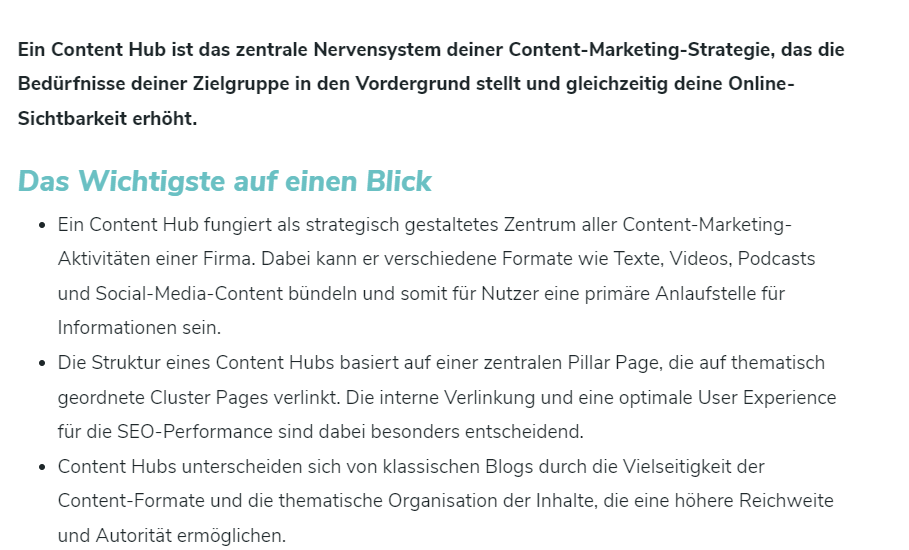 Ein Content Hub ist das zentrale Nervensystem deiner Content-Marketing-Strategie, das die
Bedürfnisse deiner Zielgruppe in den Vordergrund stellt und gleichzeitig deine Online-
Sichtbarkeit erhöht.
Das Wichtigste auf einen Blick
• Ein Content Hub fungiert als strategisch gestaltetes Zentrum aller Content-Marketing-
Aktivitäten einer Firma. Dabei kann er verschiedene Formate wie Texte, Videos, Podcasts
und Social-Media-Content bündeln und somit für Nutzer eine primäre Anlaufstelle für
Informationen sein.
• Die Struktur eines Content Hubs basiert auf einer zentralen Pillar Page, die auf thematisch
geordnete Cluster Pages verlinkt. Die interne Verlinkung und eine optimale User Experience
für die SEO-Performance sind dabei besonders entscheidend.
• Content Hubs unterscheiden sich von klassischen Blogs durch die Vielseitigkeit der
Content-Formate und die thematische Organisation der Inhalte, die eine höhere Reichweite
und Autorität ermöglichen.